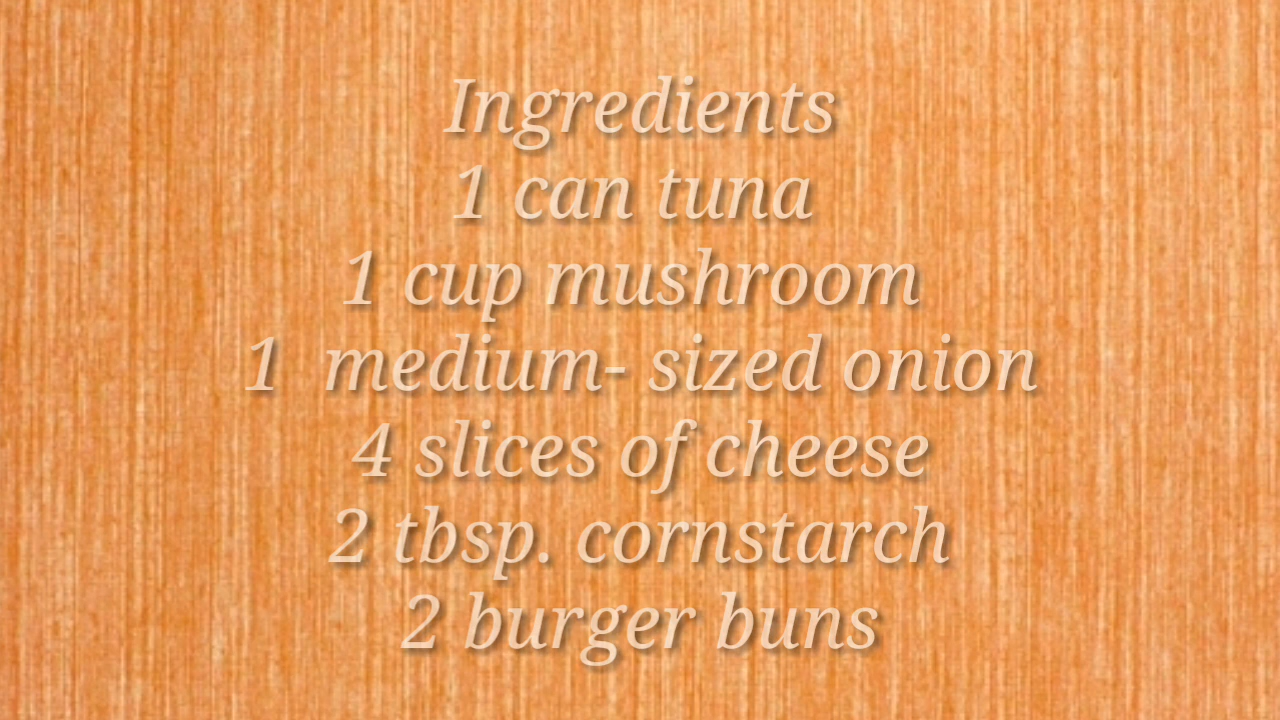 Ingredients
1 can tuna
1 cup mushroom
1 medium- sized onion
4 slices of cheese
2 tbsp. cornstarch
2 burger buns